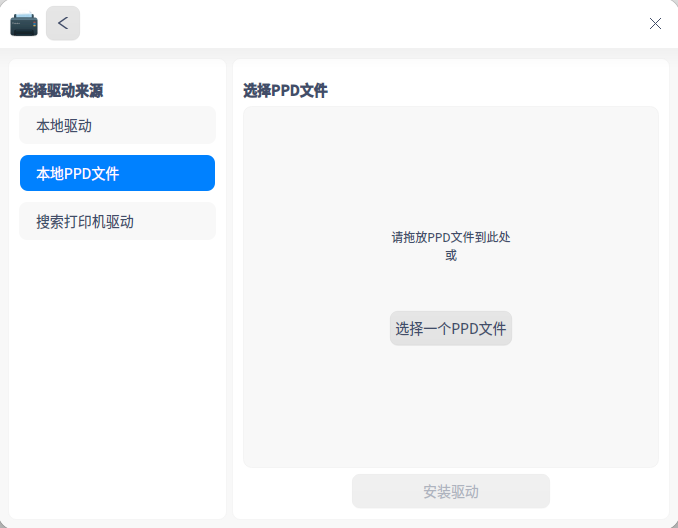 选择驱动来源
本地驱动
本地PPD文件
搜索打印机驱动
选择PPD文件
请拖放PPD文件到此处
或
选择一个PPD文件
安装驱动